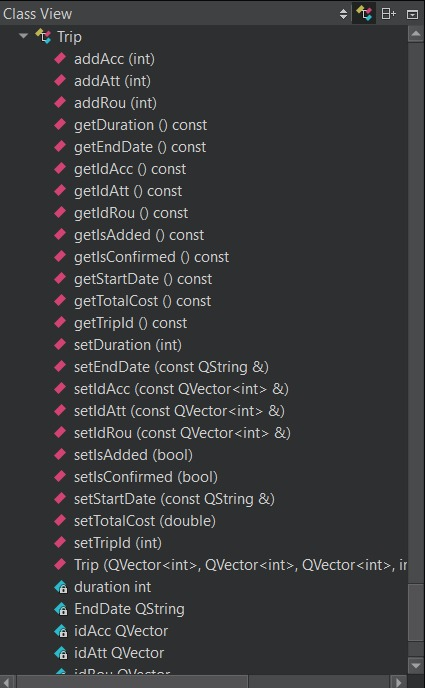 Class View
Trip
addAcc (int)
addAtt (int)
addRou (int)
getDuration () const
getEndDate () const
getIdAcc () const
getIdAtt () const
getIdRou () const
getIsAdded () const
getIsConfirmed () const
getStartDate () const
getTotalCost () const
getTripId () const
setDuration (int)
setEndDate (const QString &)
setIdAcc (const QVector<int> &)
setIdAtt (const QVector<int> &)
setIdRou (const QVector<int> &)
setIsAdded (bool)
setIsConfirmed (bool)
setStartDate (const QString &)
setTotalCost (double)
setTripId (int)
Trip (QVector<int>, QVector<int>, QVector<int>, in
duration int
EndDate QString
idAcc QVector
idAtt QVector
idRou QVector